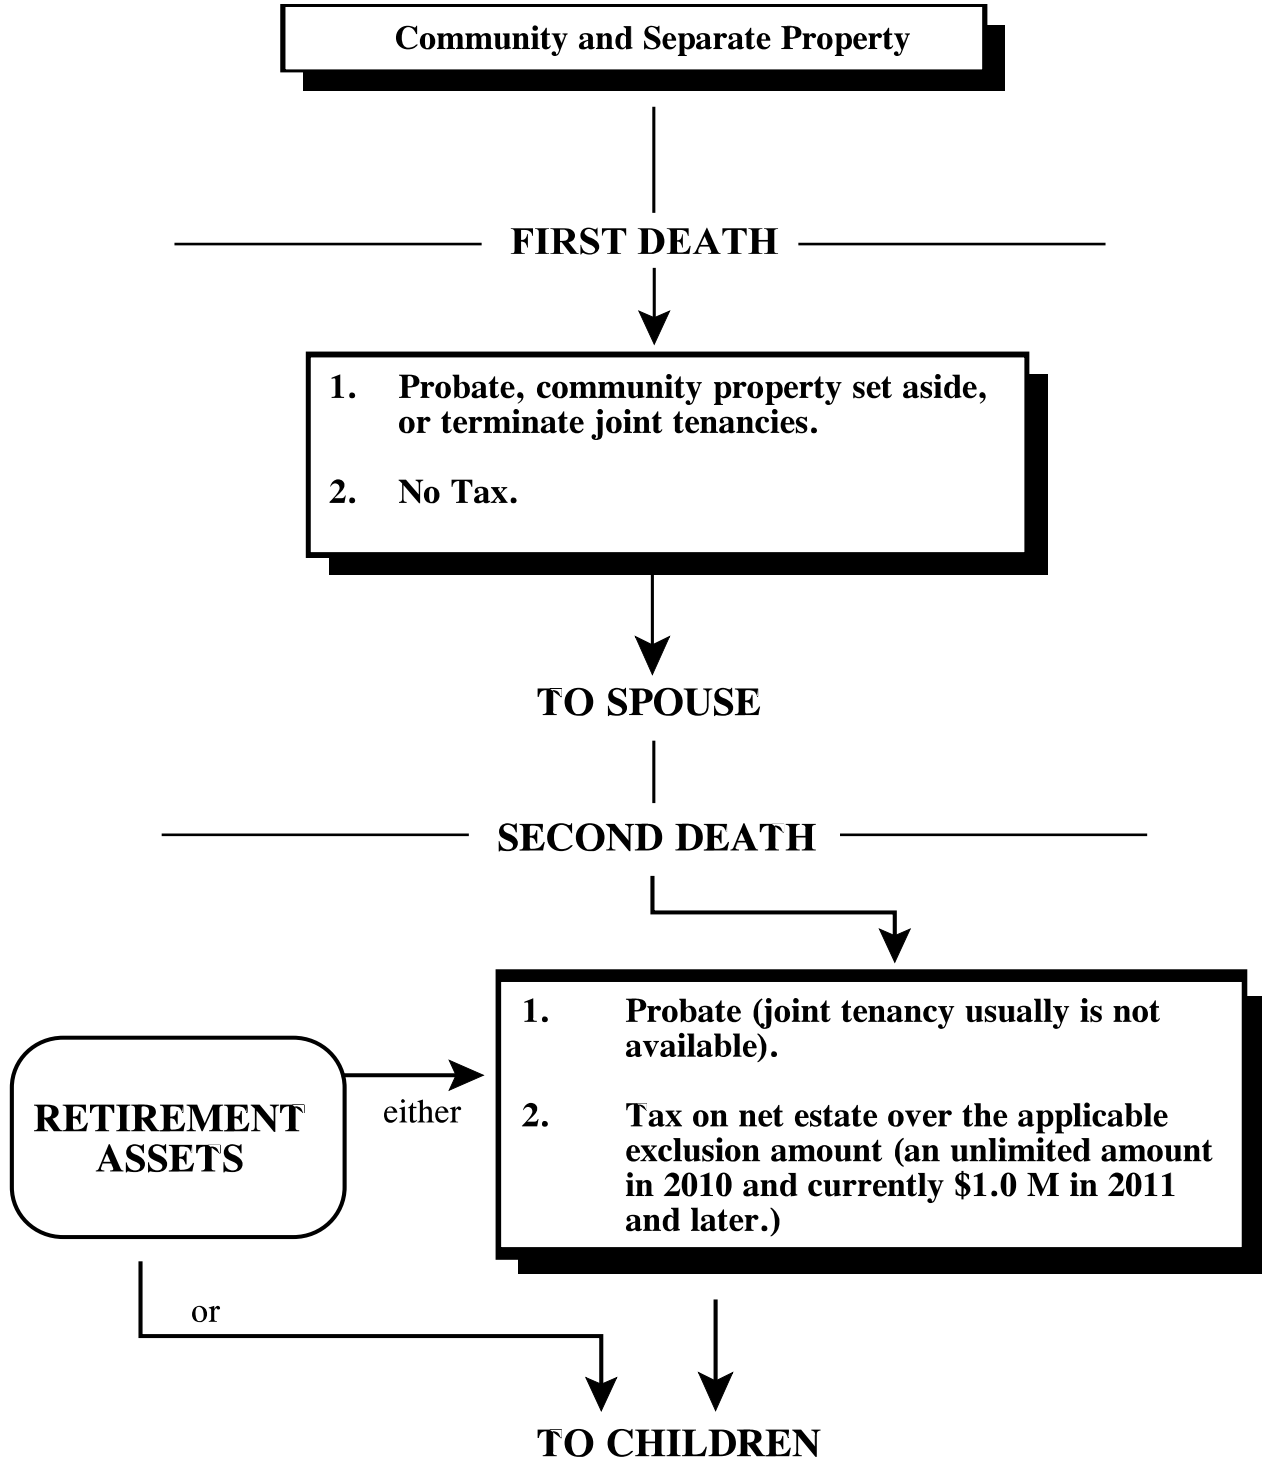 Community and Separate Property
FIRST DEATH
1. Probate, community property set aside,
or terminate joint tenancies.
2. No Tax.
TO SPOUSE
SECOND DEATH
1. Probate (joint tenancy usually is not
available).
2. Tax on net estate over the applicable
exclusion amount (an unlimited amount
in 2010 and currently $1.0 M in 2011
and later.)
RETIREMENT
ASSETS
either
or
TO CHILDREN